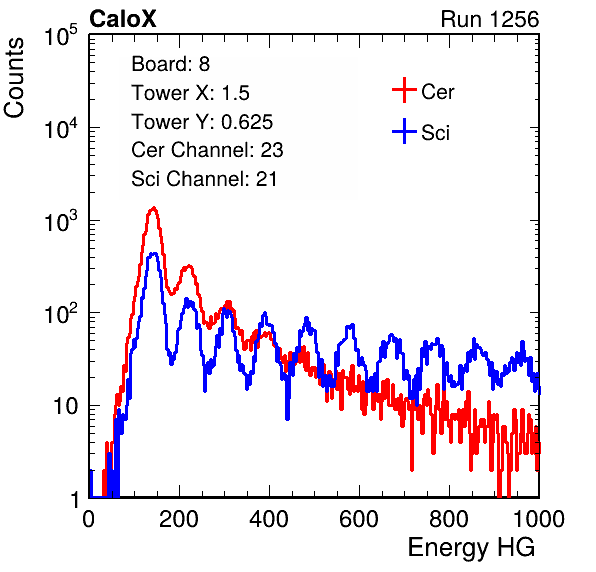 CaloX Run 1256
Counts
10^5
10^4
10^3
10^2
10
1
Board: 8
Tower X: 1.5
Tower Y: 0.625
Cer Channel: 23
Sci Channel: 21
Cer
Sci
0 200 400 600 800 1000
Energy HG